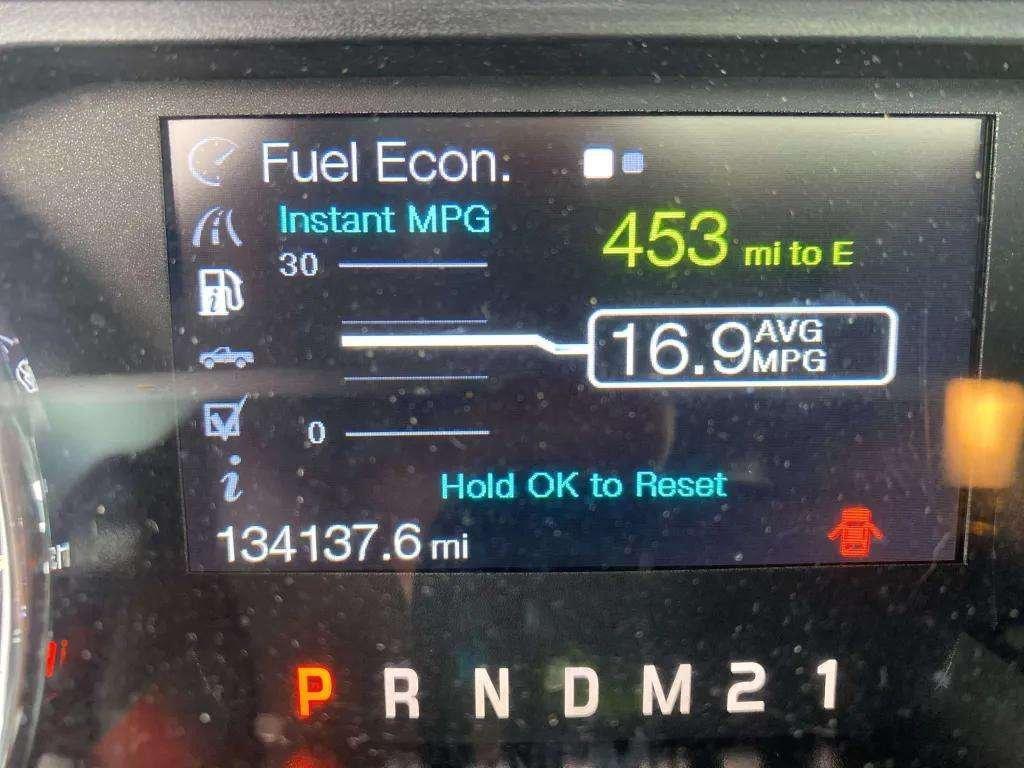 Fuel Econ.
Instant MPG
453 mi to E
30
16.9 AVG MPG
0
Hold OK to Reset
134137.6 mi
P R N D M 2 1